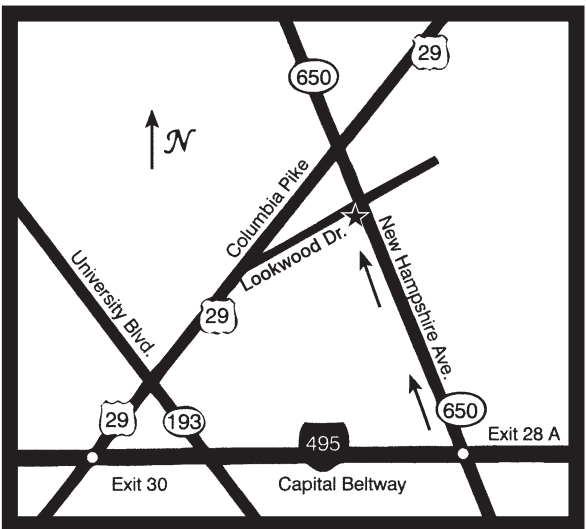 29
650
N
Columbia Pike
Lookwood Dr.
New Hampshire Ave.
University Blvd.
29
29
193
650
495
Exit 28 A
Exit 30
Capital Beltway